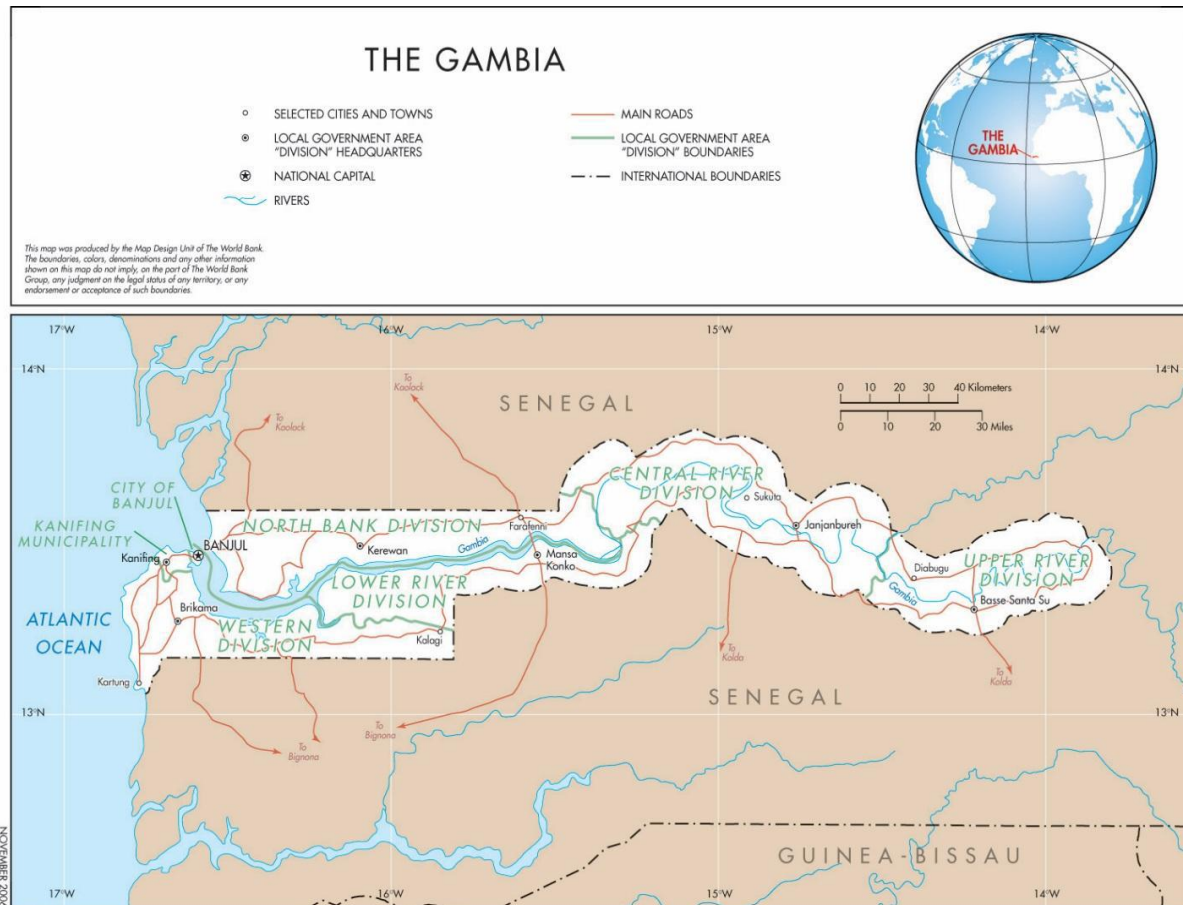 THE GAMBIA
SELECTED CITIES AND TOWNS
LOCAL GOVERNMENT AREA
"DIVISION" HEADQUARTERS
NATIONAL CAPITAL
RIVERS
MAIN ROADS
LOCAL GOVERNMENT AREA
"DIVISION" BOUNDARIES
INTERNATIONAL BOUNDARIES
This map was produced by the Map Design Unit of The World Bank.
The boundaries, colors, denominations and any other information
shown on this map do not imply, on the part of The World Bank
Group, any judgment on the legal status of any territory, or any
endorsement or acceptance of such boundaries.
THE
GAMBIA
17°W
16°W
15°W
14°W
14°N
14°N
0 10 20 30 40 Kilometers
0 10 20 30 Miles
To
Kaolack
To
Kaolack
SENEGAL
CITY OF
BANJUL
KANIFING
MUNICIPALITY
NORTH BANK DIVISION
CENTRAL RIVER
DIVISION
Sukuta
Janjanbureh
Farafenni
BANJUL
Kanifing
Kerewan
Gambia
Mansa
Konko
LOWER RIVER
DIVISION
Diabugu
UPPER RIVER
DIVISION
Gambia
Basse Santa Su
Brikama
WESTERN
DIVISION
Kalagi
ATLANTIC
OCEAN
Kartung
To
Kolda
To
Kolda
SENEGAL
13°N
13°N
To
Bignona
To
Bignona
GUINEA-BISSAU
17°W
16°W
15°W
14°W
NOVEMBER 2006